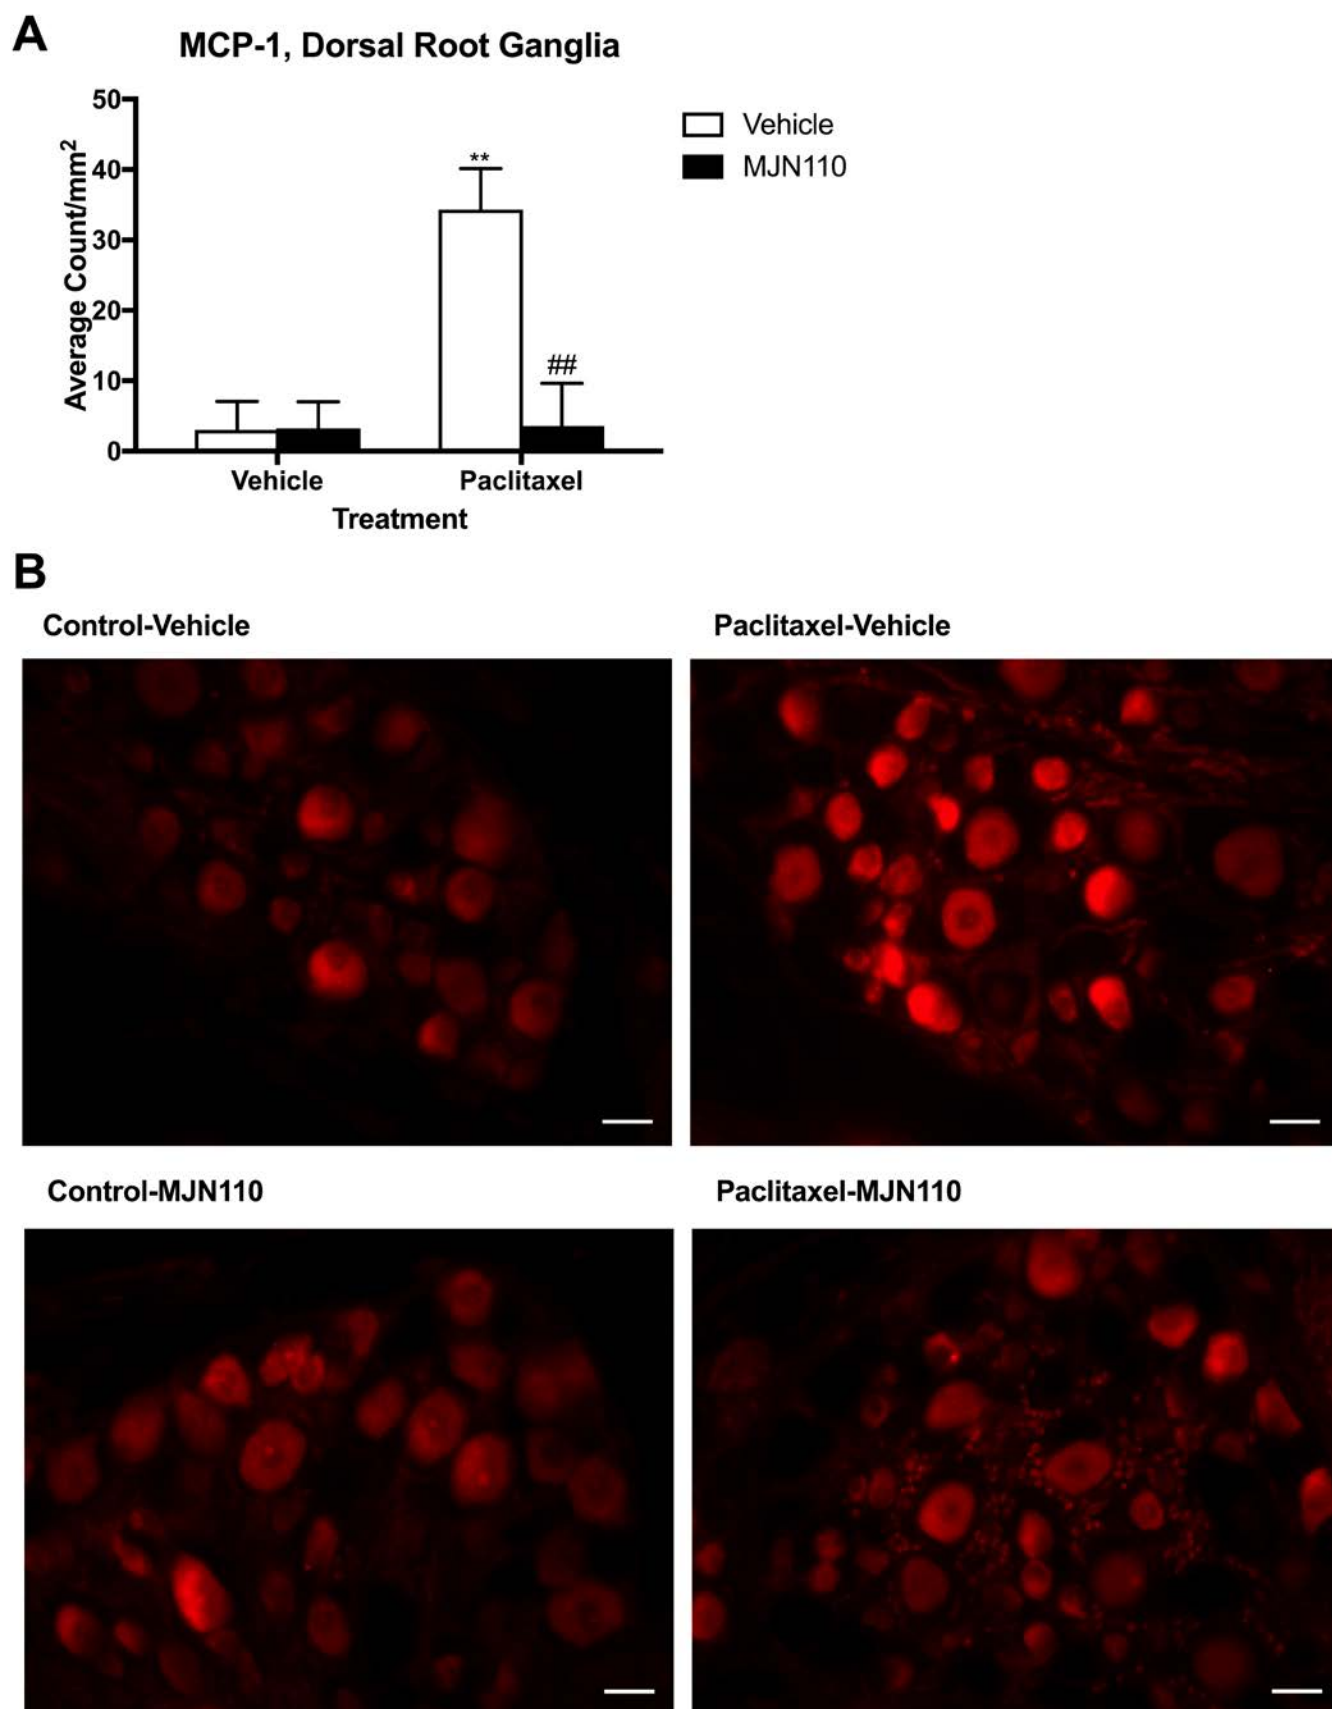 A
MCP-1, Dorsal Root Ganglia
50
40
30
20
10
0
Average Count/mm2
**
##
Vehicle
MJN110
Vehicle
Paclitaxel
Treatment
B
Control-Vehicle
Paclitaxel-Vehicle
Control-MJN110
Paclitaxel-MJN110